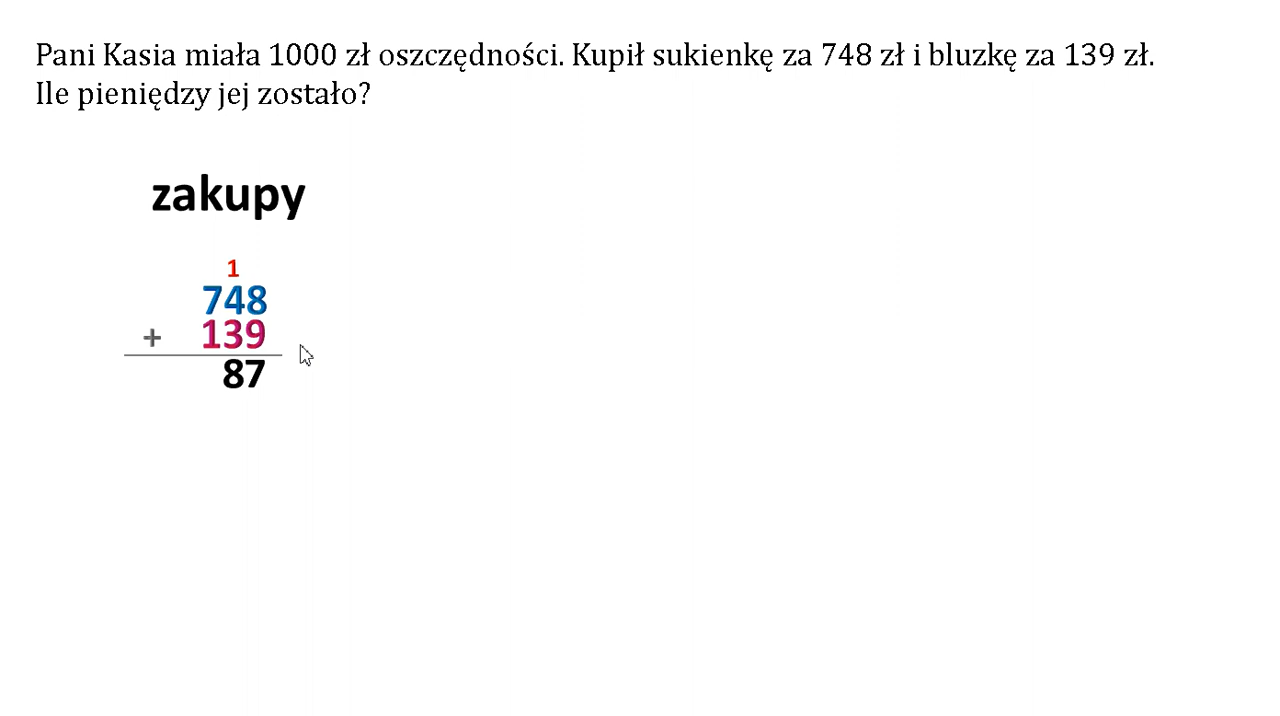 Pani Kasia miała 1000 zł oszczędności. Kupił sukienkę za 748 zł i bluzkę za 139 zł.
Ile pieniędzy jej zostało?
zakupy
1
748
+ 139
87